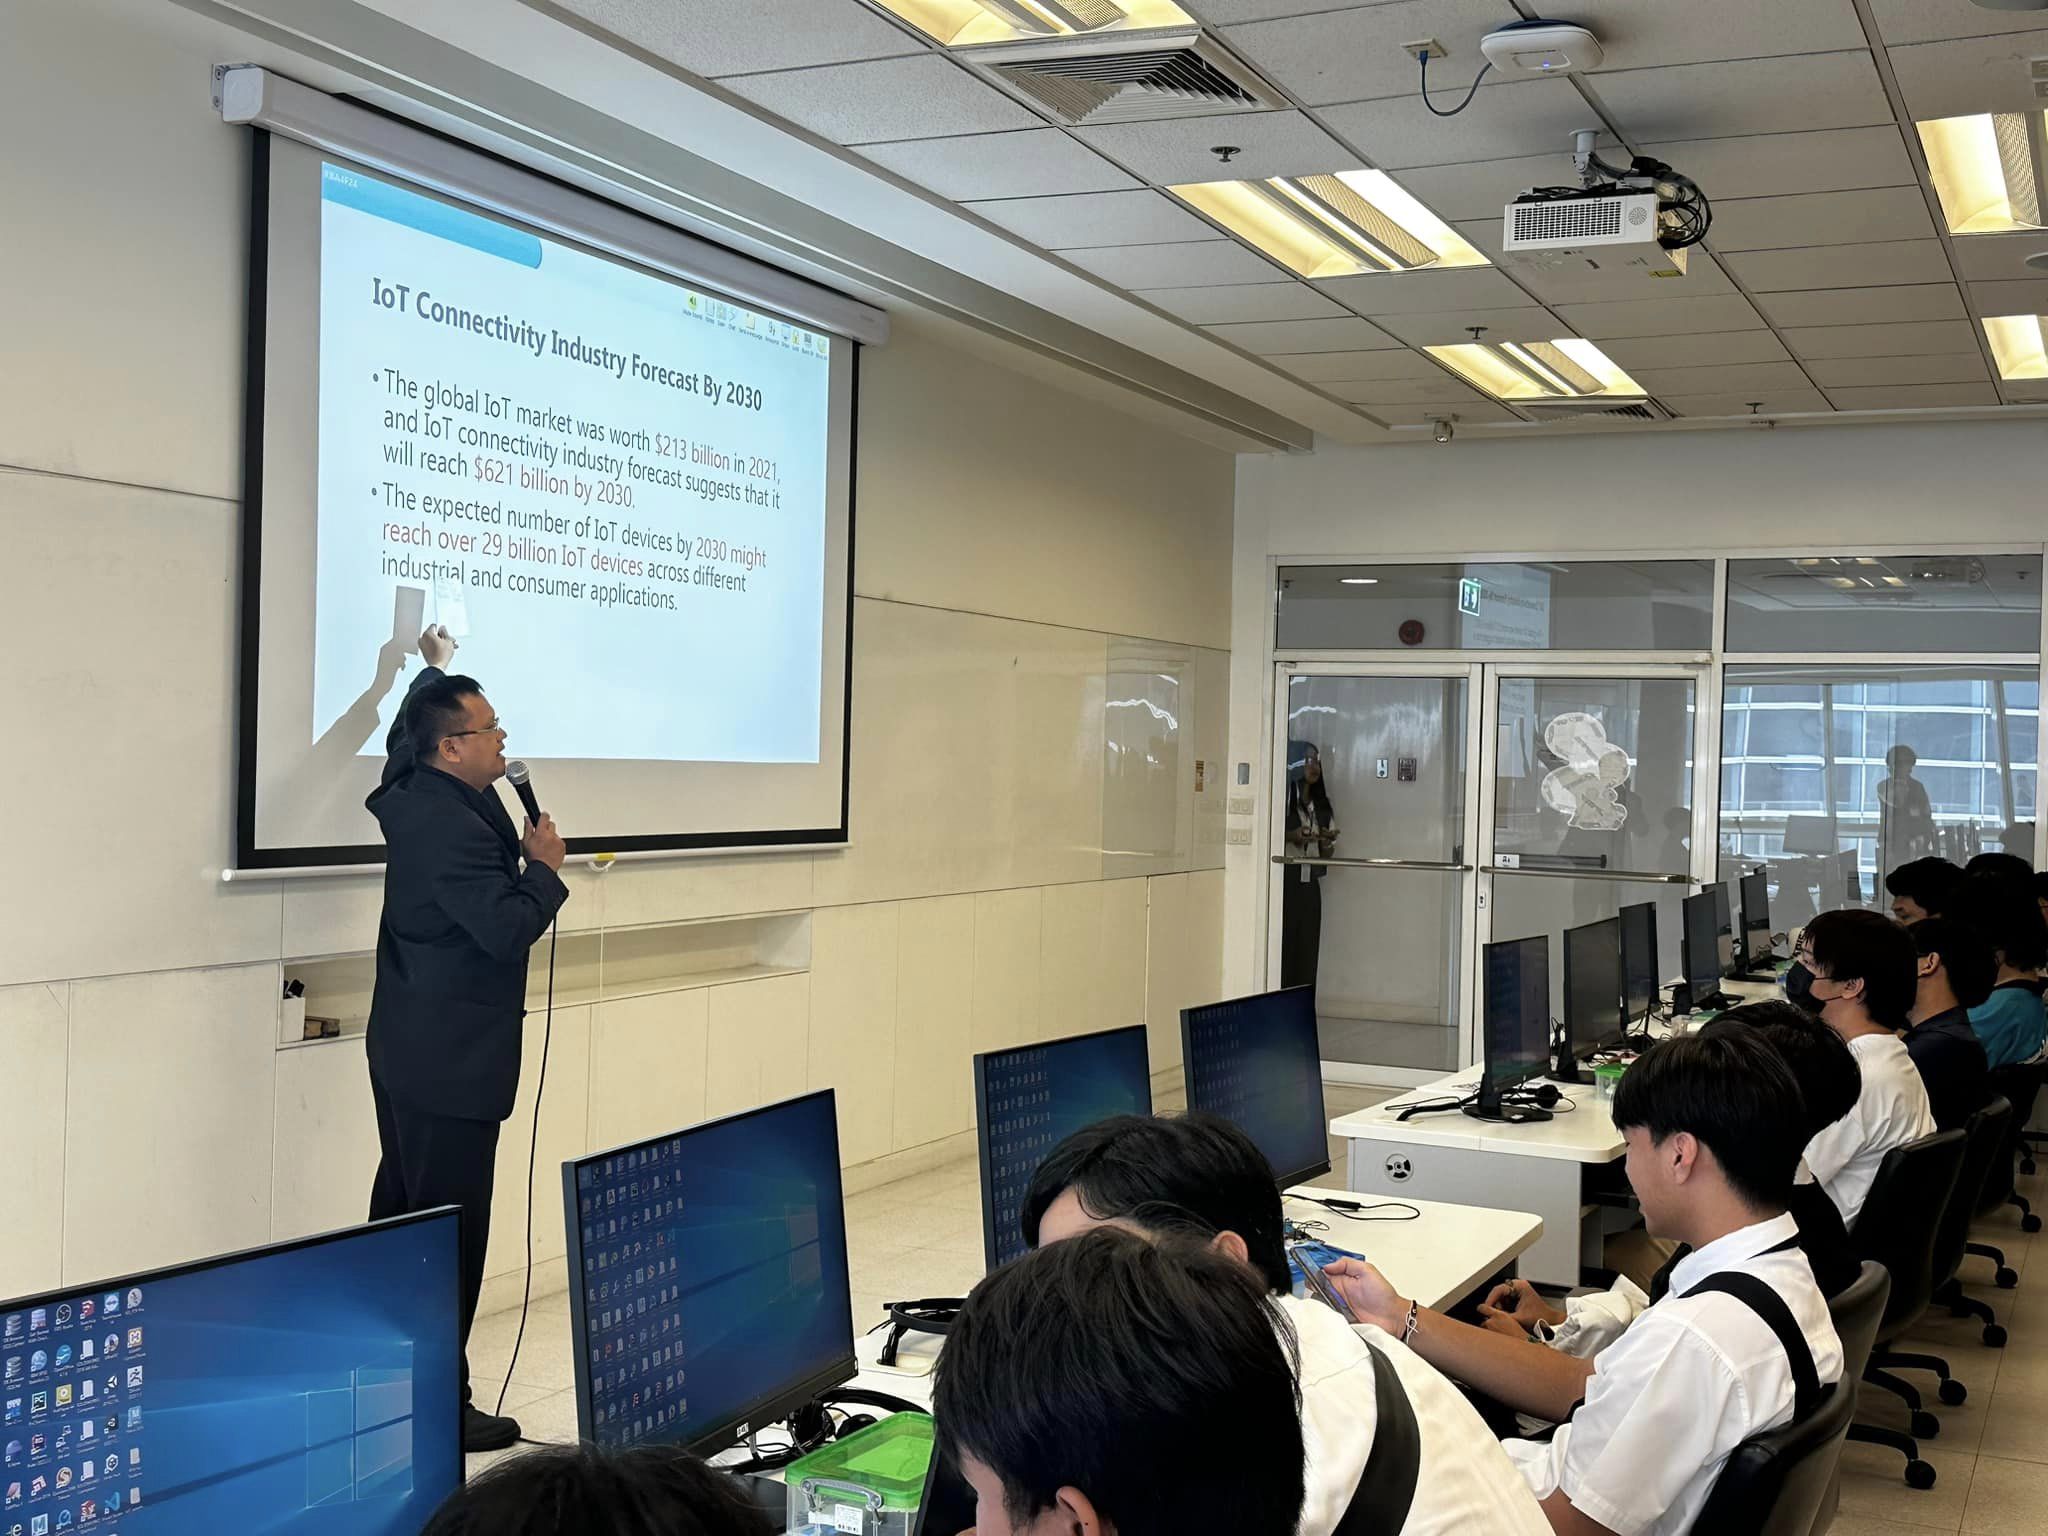 IoT Connectivity Industry Forecast By 2030
• The global IoT market was worth $213 billion in 2021,
and IoT connectivity industry forecast suggests that it
will reach $621 billion by 2030.
• The expected number of IoT devices by 2030 might
reach over 29 billion IoT devices across different
industrial and consumer applications.